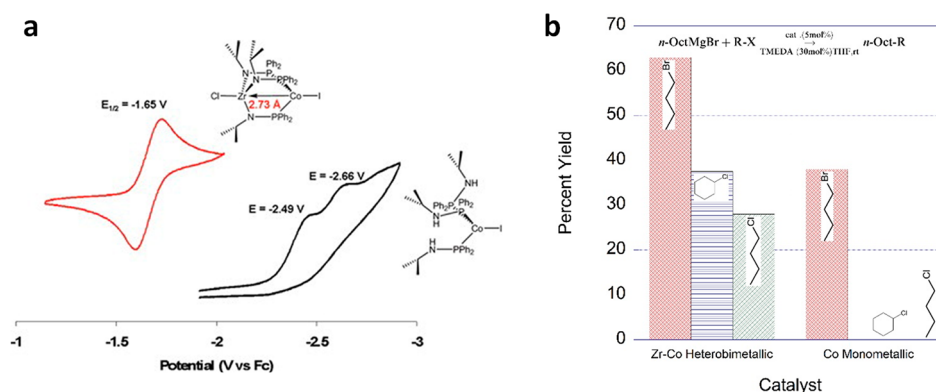 a
E1/2 = -1.65 V
Ph2
N
P
PPh2
N
P
Cl
Zr
Co
I
2.73 Å
N
PPh2
E = -2.49 V
E = -2.66 V
NH
Ph2P
PPh2
N
H
Co
I
H
N
PPh2
-1
-1.5
-2
-2.5
-3
Potential (V vs Fc)
b
70
60
50
40
30
20
10
0
Percent Yield
n-OctMgBr + R-X
cat .(5mol%)
→
TMEDA (30mol%)THF,rt
n-Oct-R
Br
Cl
Cl
Br
Cl
Cl
Zr-Co Heterobimetallic
Co Monometallic
Catalyst